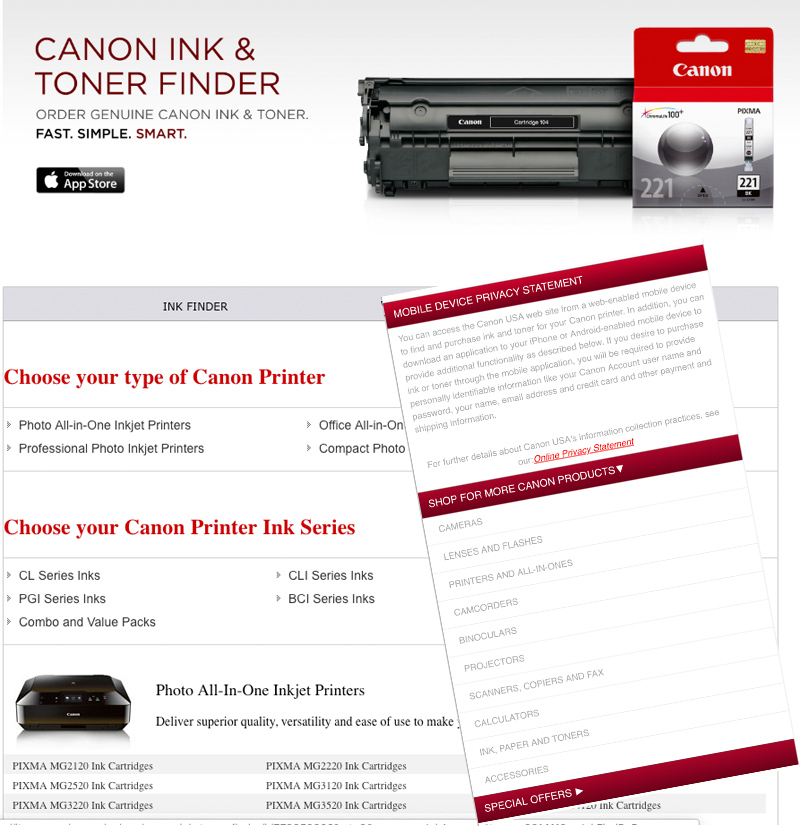 CANON INK &
TONER FINDER
ORDER GENUINE CANON INK & TONER.
FAST. SIMPLE. SMART.
Download on the
App Store
Canon
Cartridge 104
Canon
ChromaLife100+
PIXMA
221
221
BK
INK FINDER
Choose your type of Canon Printer
Photo All-in-One Inkjet Printers
Office All-in-On
Professional Photo Inkjet Printers
Compact Photo
Choose your Canon Printer Ink Series
CL Series Inks
CLI Series Inks
PGI Series Inks
BCI Series Inks
Combo and Value Packs
Canon
Photo All-In-One Inkjet Printers
Deliver superior quality, versatility and ease of use to make
PIXMA MG2120 Ink Cartridges
PIXMA MG2220 Ink Cartridges
PIXMA MG2520 Ink Cartridges
PIXMA MG3120 Ink Cartridges
PIXMA MG3220 Ink Cartridges
PIXMA MG3520 Ink Cartridges
120 Ink Cartridges
MOBILE DEVICE PRIVACY STATEMENT
You can access the Canon USA web site from a web-enabled mobile device
to find and purchase ink and toner for your Canon printer. In addition, you can
download an application to your iPhone or Android-enabled mobile device to
provide additional functionality as described below. If you desire to purchase
ink or toner through the mobile application, you will be required to provide
personally identifiable information like your Canon Account user name and
password, your name, email address and credit card and other payment and
shipping information.
For further details about Canon USA's information collection practices, see
our:Online Privacy Statement
SHOP FOR MORE CANON PRODUCTS▼
CAMERAS
LENSES AND FLASHES
PRINTERS AND ALL-IN-ONES
CAMCORDERS
BINOCULARS
PROJECTORS
SCANNERS, COPIERS AND FAX
CALCULATORS
INK, PAPER AND TONERS
ACCESSORIES
SPECIAL OFFERS ►